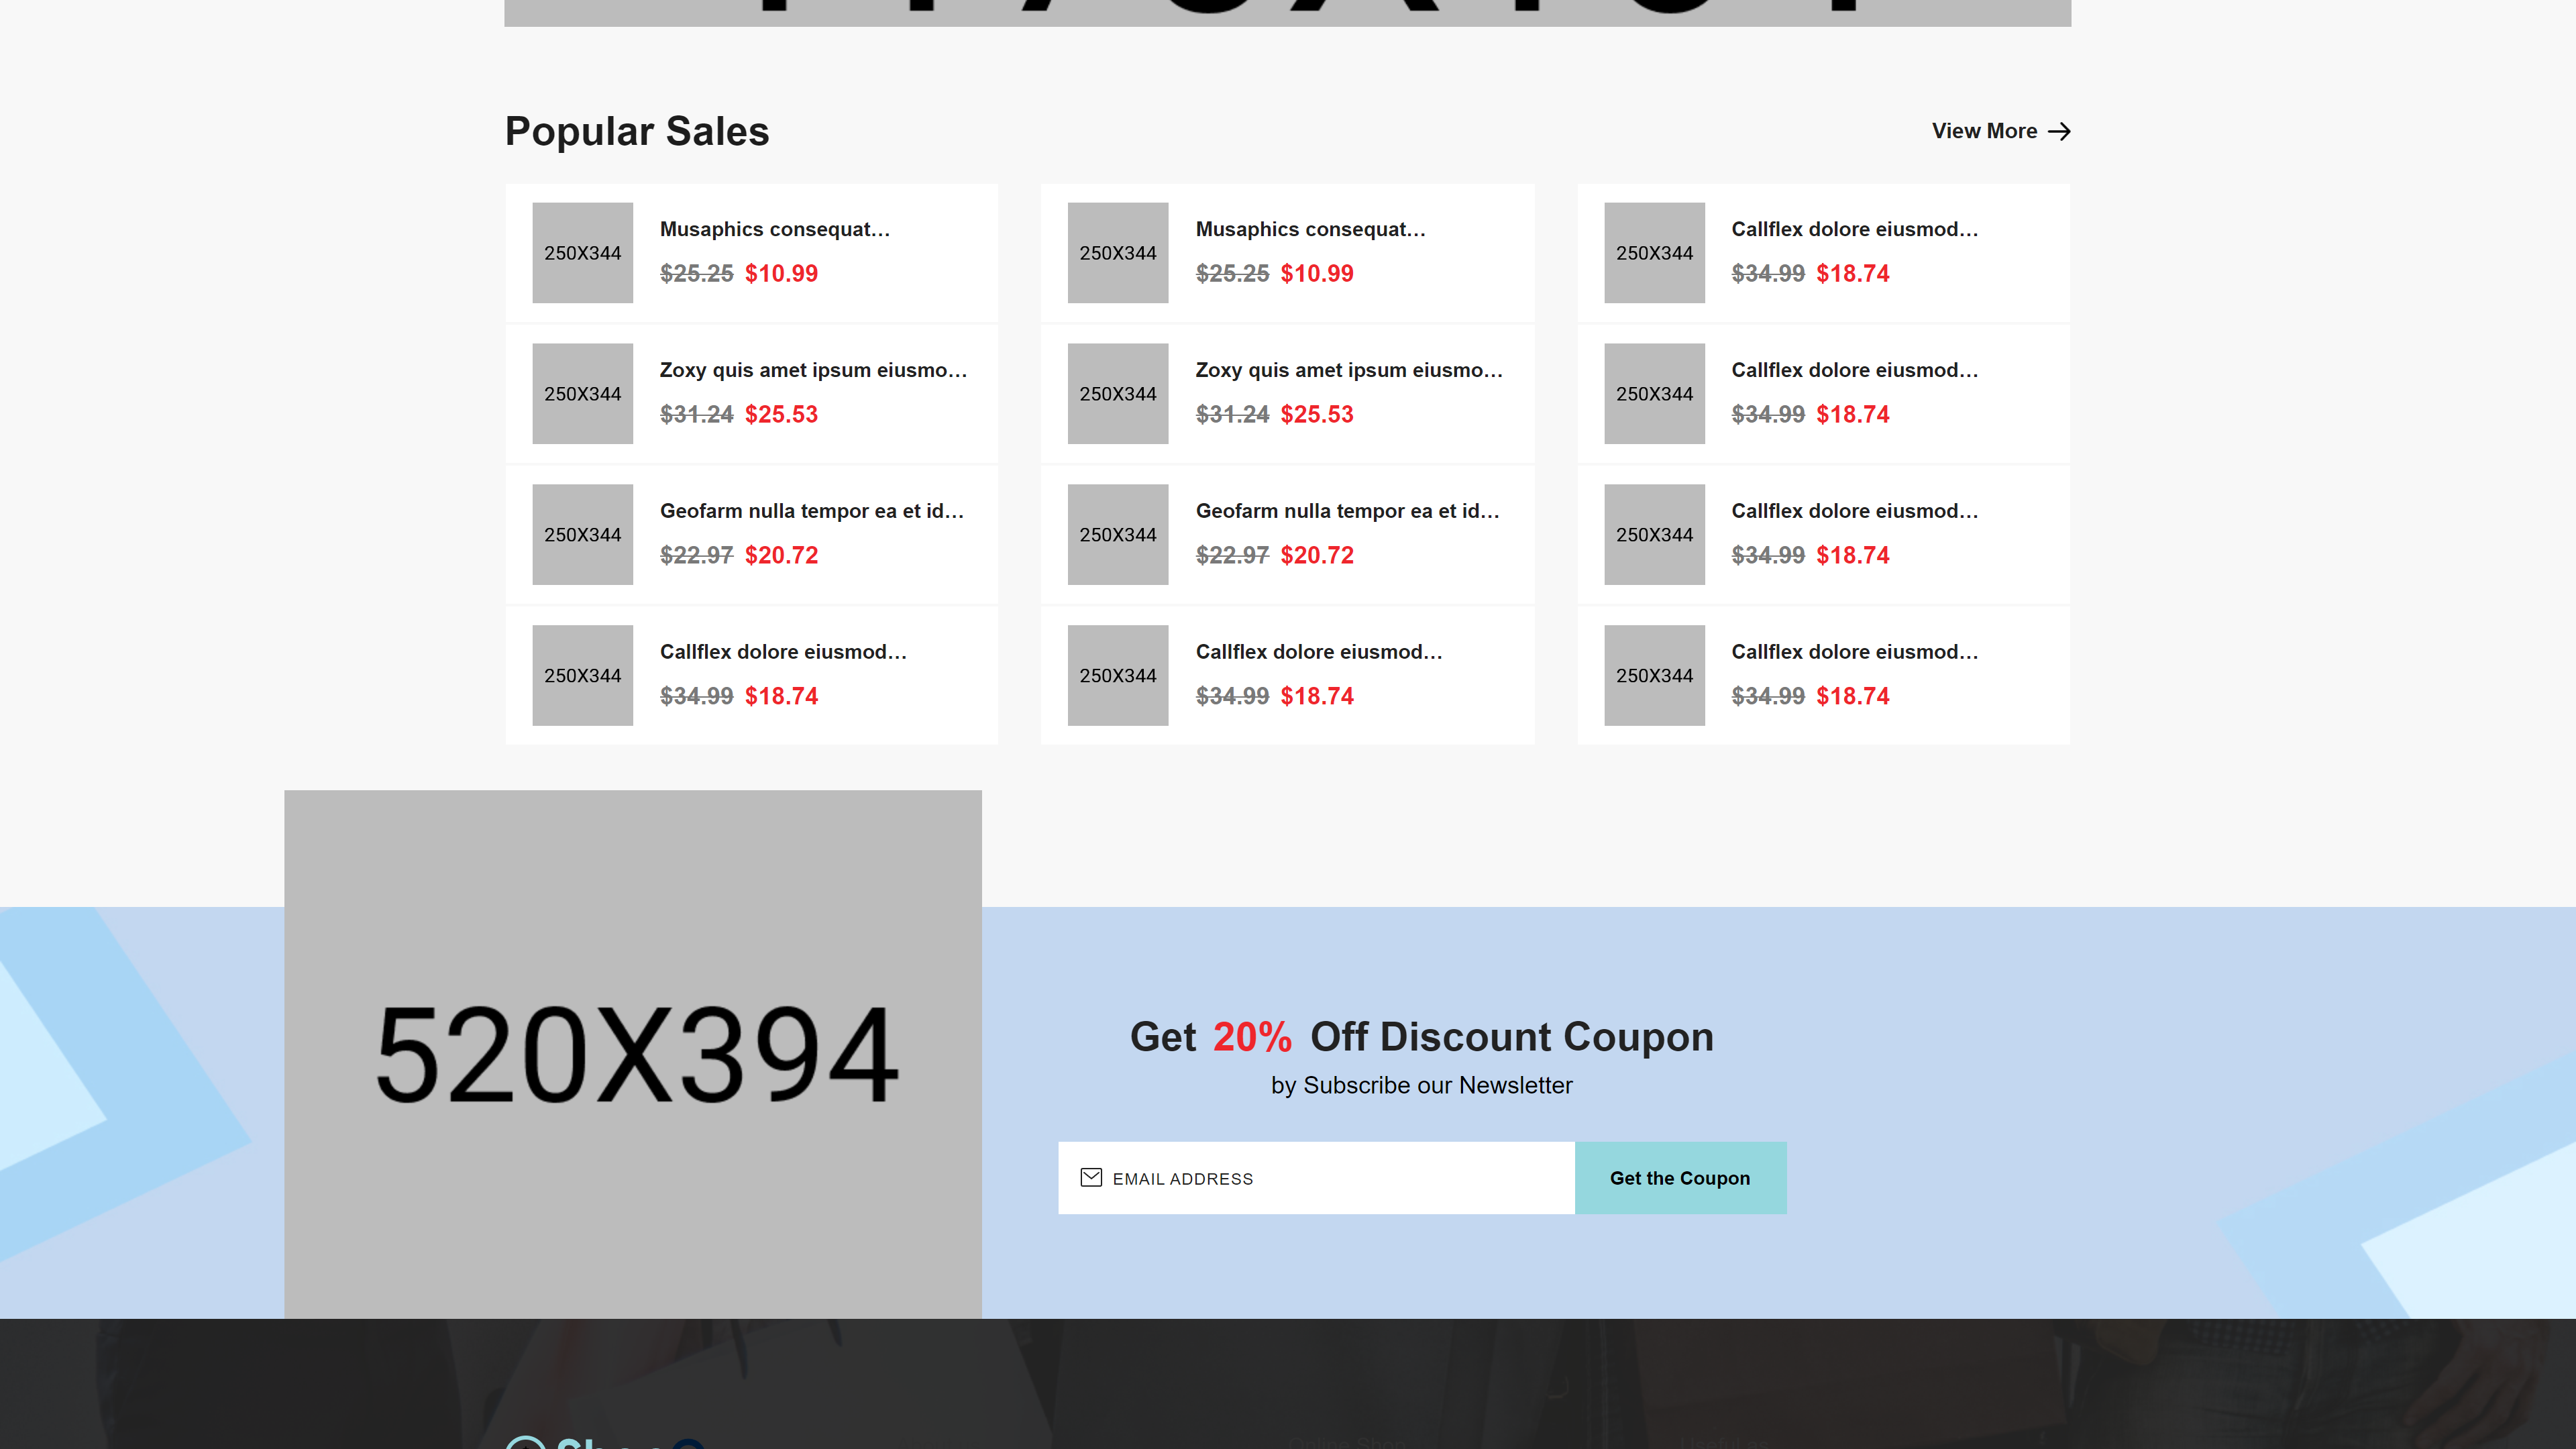 Popular Sales
View More
250X344
Musaphics consequat...
$25.25 $10.99
250X344
Zoxy quis amet ipsum eiusmo...
$31.24 $25.53
250X344
Geofarm nulla tempor ea et id...
$22.97 $20.72
250X344
Callflex dolore eiusmod...
$34.99 $18.74
250X344
Musaphics consequat...
$25.25 $10.99
250X344
Zoxy quis amet ipsum eiusmo...
$31.24 $25.53
250X344
Geofarm nulla tempor ea et id...
$22.97 $20.72
250X344
Callflex dolore eiusmod...
$34.99 $18.74
250X344
Callflex dolore eiusmod...
$34.99 $18.74
250X344
Callflex dolore eiusmod...
$34.99 $18.74
250X344
Callflex dolore eiusmod...
$34.99 $18.74
250X344
Callflex dolore eiusmod...
$34.99 $18.74
520X394
Get 20% Off Discount Coupon
by Subscribe our Newsletter
EMAIL ADDRESS
Get the Coupon